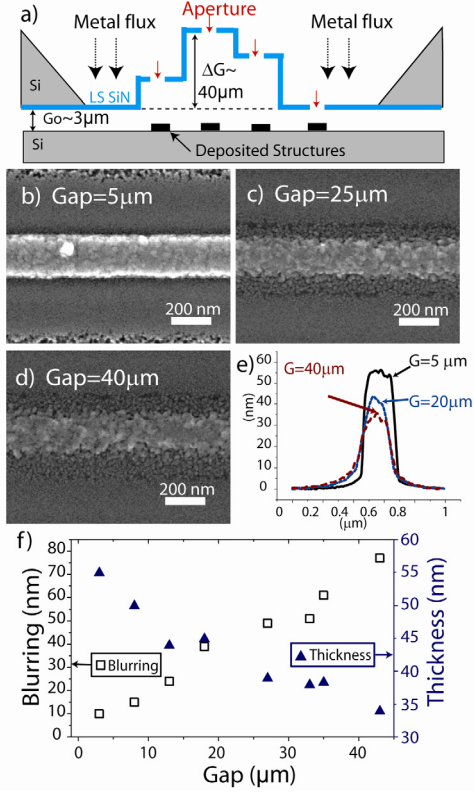 a)
Aperture
Metal flux
Metal flux
Si
LS SiN
ΔG~
40μm
Go~3μm
Si
Deposited Structures
b) Gap=5μm
200 nm
c) Gap=25μm
200 nm
d) Gap=40μm
200 nm
e)
60
50
40
30
20
10
0
(nm)
G=40μm
G=5 μm
G=20μm
0 0.2 0.4 0.6 0.8 1
(μm)
f)
80
70
60
50
40
30
20
10
0
Blurring (nm)
Blurring
Thickness
60
55
50
45
40
35
30
Thickness (nm)
0 10 20 30 40
Gap (μm)